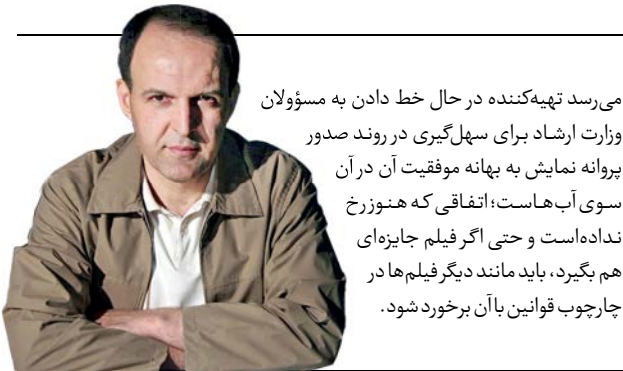 می‌رسد تهیه‌کننده در حال خط دادن به مسؤولان
وزارت ارشاد برای سهل‌گیری در روند صدور
پروانه نمایش به بهانه موفقیت آن در آن
سوی آب‌هاست؛ اتفاقی که هنوز رخ
نداده‌است و حتی اگر فیلم جایزه‌ای
هم بگیرد، باید مانند دیگر فیلم‌ها در
چارچوب قوانین با آن برخورد شود.